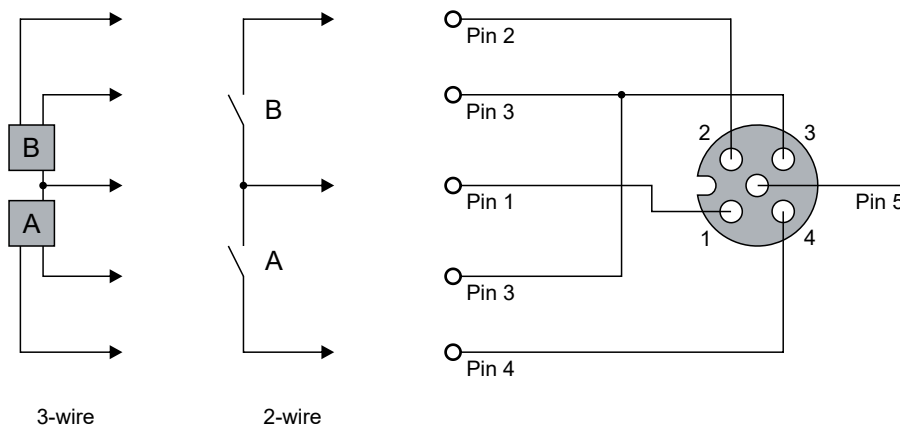 Pin 2
B
Pin 3
2
3
B
Pin 1
Pin 5
A
1
4
A
Pin 3
Pin 4
3-wire
2-wire